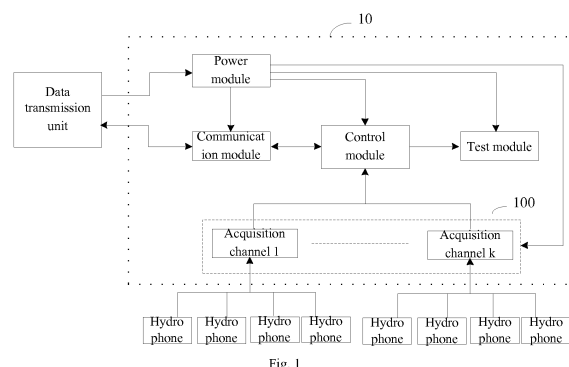 10
Power
module
Data
transmission
unit
Communicat
ion module
Control
module
Test module
100
Acquisition
channel 1
Acquisition
channel k
Hydro
phone
Hydro
phone
Hydro
phone
Hydro
phone
Hydro
phone
Hydro
phone
Hydro
phone
Hydro
phone
Fig. 1